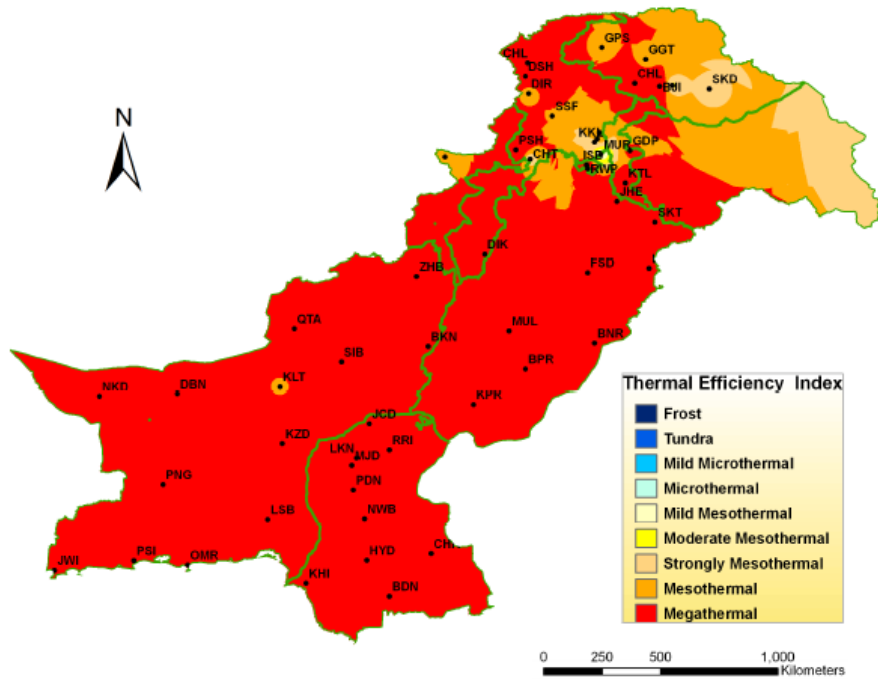 GPS
GGT
CHL
DSH
CHL
SKD
DIR
BJI
N
SSF
KKL
MUR
GDP
PSH
ISB
CHT
RWP
KTL
JHE
SKT
DIK
ZHB
FSD
QTA
MUL
BNR
BKN
SIB
BPR
KLT
NKD
DBN
KPR
JCD
KZD
RRI
LKN
MJD
PNG
PDN
LSB
NWB
JWI
PSI
OMR
HYD
KHI
BDN
Thermal Efficiency Index
Frost
Tundra
Mild Microthermal
Microthermal
Mild Mesothermal
Moderate Mesothermal
Strongly Mesothermal
Mesothermal
Megathermal
0 250 500 1,000
Kilometers